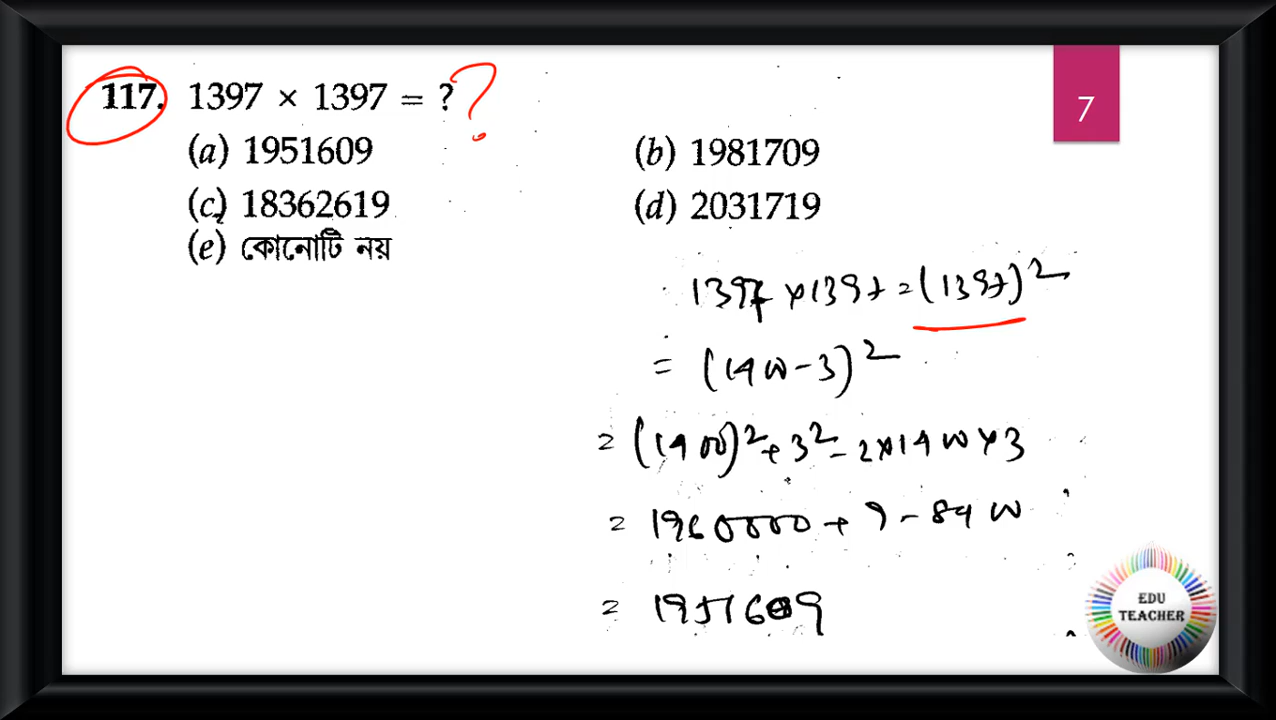 117. 1397 × 1397 = ? ?
7
(a) 1951609 (b) 1981709
(c) 18362619 (d) 2031719
(e) কোনোটি নয়
1397 × 1397 = (1397)²
= (1400-3)²
= (1400)² + 3² - 2×1400×3
= 1960000 + 9 - 8400
= 1951609
EDU
TEACHER